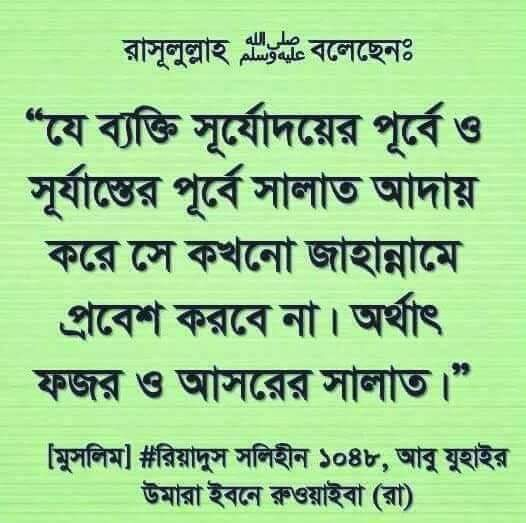 রাসূলুল্লাহ ﷺ বলেছেনঃ
“যে ব্যক্তি সূর্যোদয়ের পূর্বে ও
সূর্যাস্তের পূর্বে সালাত আদায়
করে সে কখনো জাহান্নামে
প্রবেশ করবে না। অর্থাৎ
ফজর ও আসরের সালাত।”
[মুসলিম] #রিয়াদুস সলিহীন ১০৪৮, আবু যুহাইর
উমারা ইবনে রুওয়াইবা (রা)